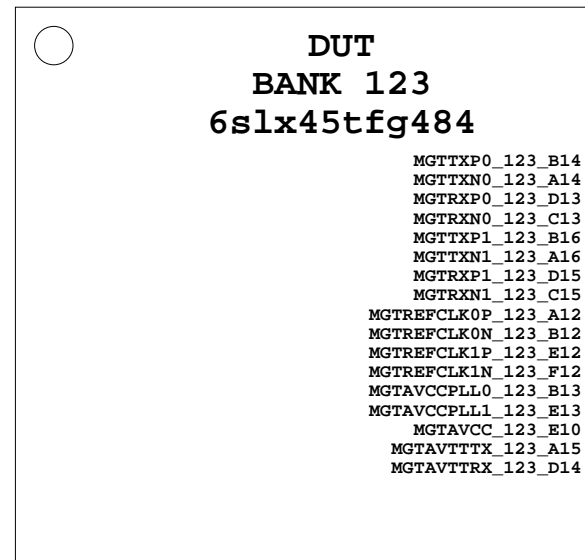 DUT
BANK 123
6slx45tfg484
MGTTXP0_123_B14
MGTTXN0_123_A14
MGTRXP0_123_D13
MGTRXN0_123_C13
MGTTXP1_123_B16
MGTTXN1_123_A16
MGTRXP1_123_D15
MGTRXN1_123_C15
MGTREFCLK0P_123_A12
MGTREFCLK0N_123_B12
MGTREFCLK1P_123_E12
MGTREFCLK1N_123_F12
MGTAVCCPLL0_123_B13
MGTAVCCPLL1_123_E13
MGTAVCC_123_E10
MGTAVTTTX_123_A15
MGTAVTTRX_123_D14